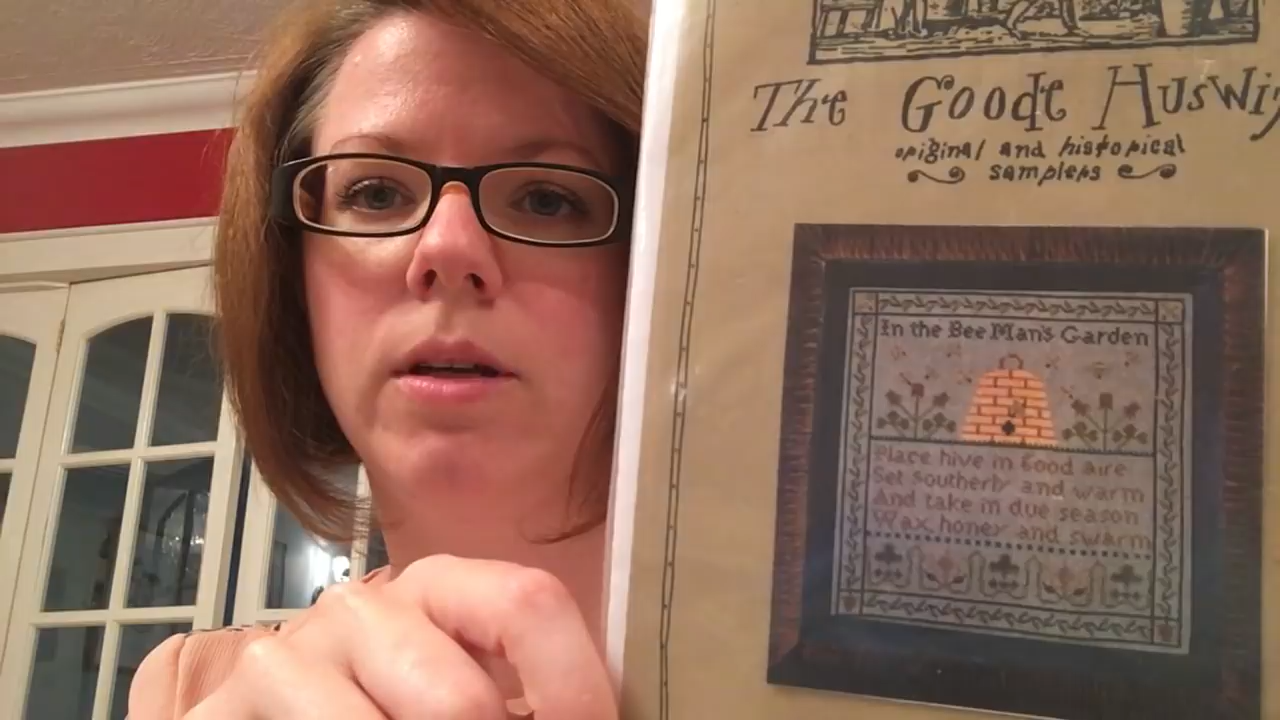 The Goode Huswif
original and historical
samplers
In the Bee Man's Garden
Place hive in Good aire
Set Southerly and warm
And take in due season
Wax, honey and swarm